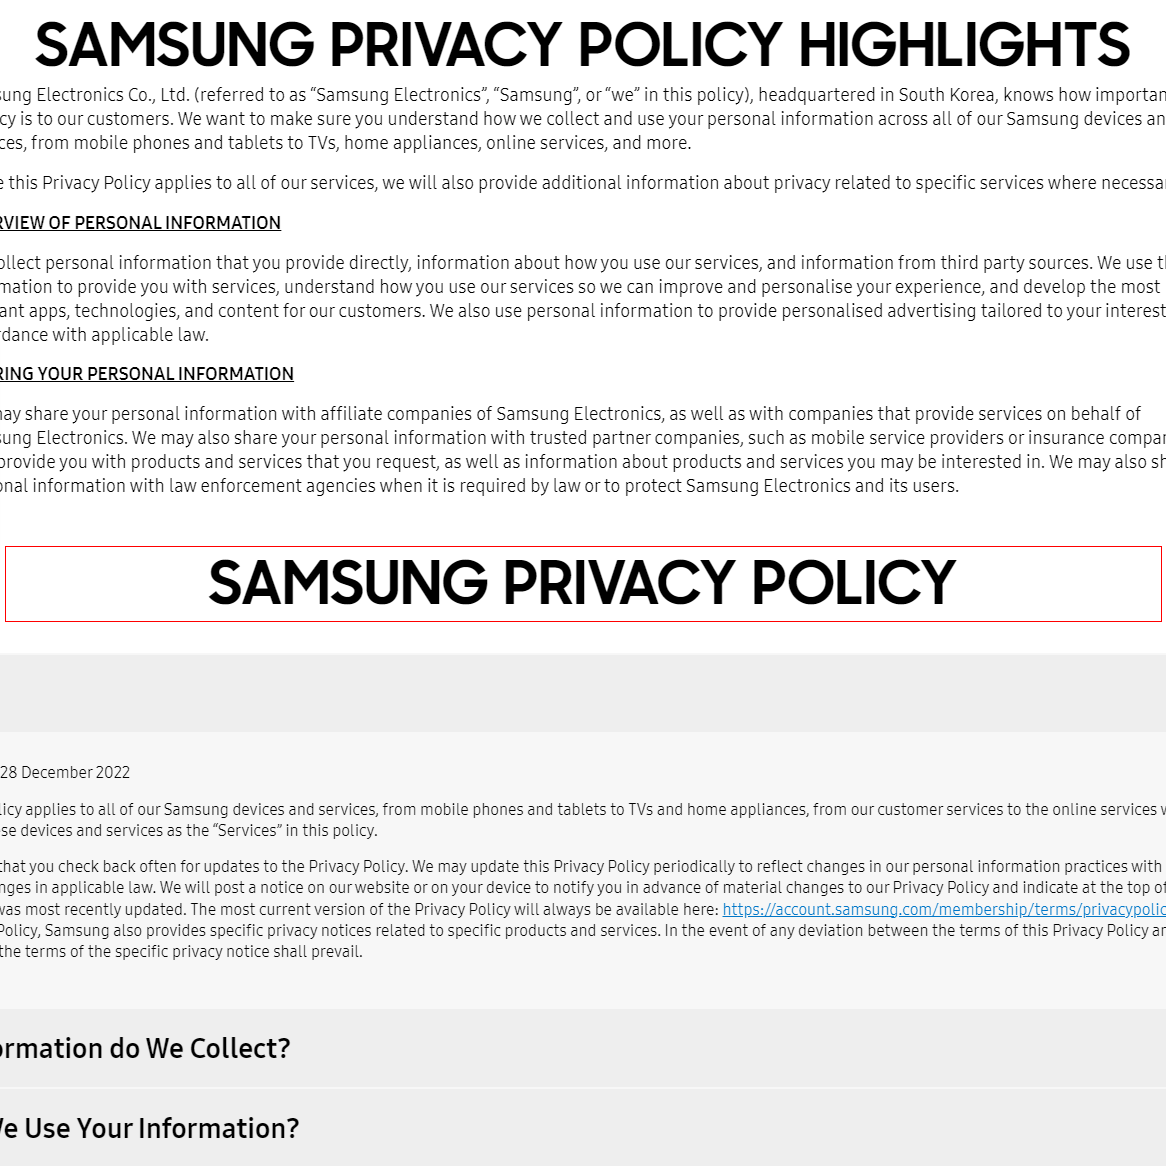 SAMSUNG PRIVACY POLICY HIGHLIGHTS
sung Electronics Co., Ltd. (referred to as “Samsung Electronics”, “Samsung”, or “we” in this policy), headquartered in South Korea, knows how importan
cy is to our customers. We want to make sure you understand how we collect and use your personal information across all of our Samsung devices an
ces, from mobile phones and tablets to TVs, home appliances, online services, and more.
e this Privacy Policy applies to all of our services, we will also provide additional information about privacy related to specific services where necessa
RVIEW OF PERSONAL INFORMATION
ollect personal information that you provide directly, information about how you use our services, and information from third party sources. We use t
mation to provide you with services, understand how you use our services so we can improve and personalise your experience, and develop the most
ant apps, technologies, and content for our customers. We also use personal information to provide personalised advertising tailored to your interest
rdance with applicable law.
RING YOUR PERSONAL INFORMATION
may share your personal information with affiliate companies of Samsung Electronics, as well as with companies that provide services on behalf of
sung Electronics. We may also share your personal information with trusted partner companies, such as mobile service providers or insurance compan
provide you with products and services that you request, as well as information about products and services you may be interested in. We may also sh
onal information with law enforcement agencies when it is required by law or to protect Samsung Electronics and its users.
SAMSUNG PRIVACY POLICY
28 December 2022
licy applies to all of our Samsung devices and services, from mobile phones and tablets to TVs and home appliances, from our customer services to the online services w
se devices and services as the “Services” in this policy.
that you check back often for updates to the Privacy Policy. We may update this Privacy Policy periodically to reflect changes in our personal information practices with
nges in applicable law. We will post a notice on our website or on your device to notify you in advance of material changes to our Privacy Policy and indicate at the top of
was most recently updated. The most current version of the Privacy Policy will always be available here: https://account.samsung.com/membership/terms/privacypolic
Policy, Samsung also provides specific privacy notices related to specific products and services. In the event of any deviation between the terms of this Privacy Policy an
the terms of the specific privacy notice shall prevail.
ormation do We Collect?
We Use Your Information?